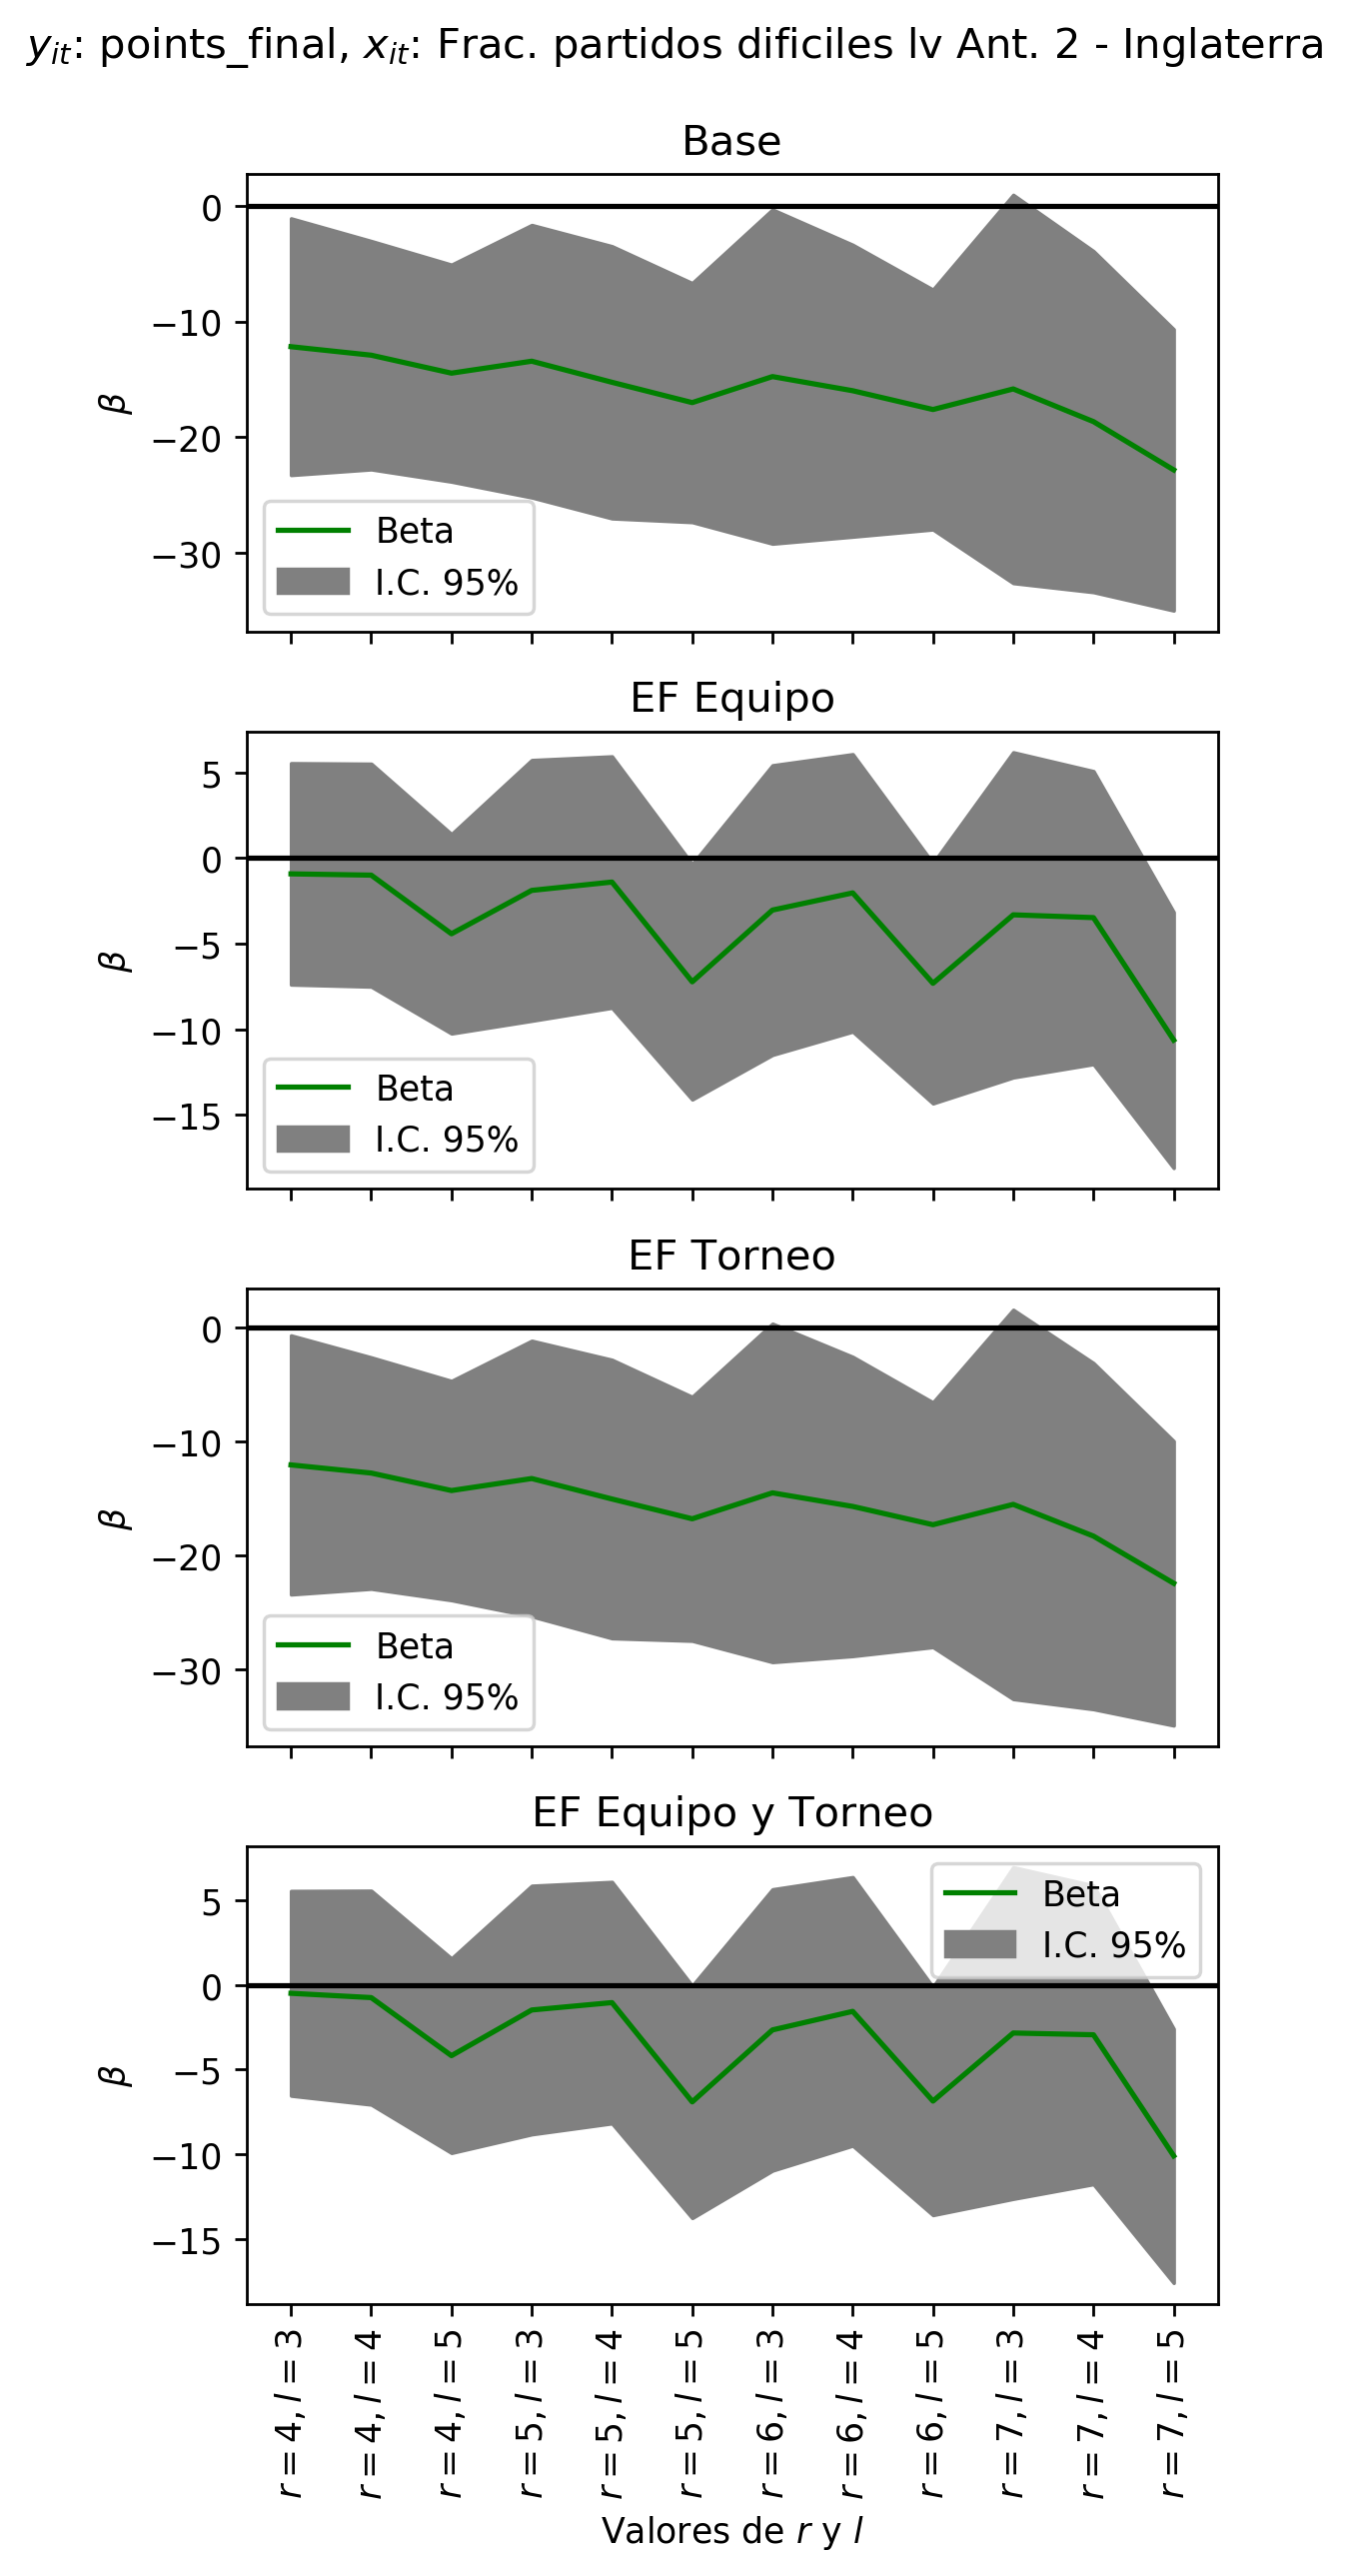 y_it: points_final, x_it: Frac. partidos dificiles lv Ant. 2 - Inglaterra
Base
0
−10
−20
−30
β
Beta
I.C. 95%
EF Equipo
5
0
−5
−10
−15
β
Beta
I.C. 95%
EF Torneo
0
−10
−20
−30
β
Beta
I.C. 95%
EF Equipo y Torneo
5
0
−5
−10
−15
β
Beta
I.C. 95%
r = 4, l = 3
r = 4, l = 4
r = 4, l = 5
r = 5, l = 3
r = 5, l = 4
r = 5, l = 5
r = 6, l = 3
r = 6, l = 4
r = 6, l = 5
r = 7, l = 3
r = 7, l = 4
r = 7, l = 5
Valores de r y l